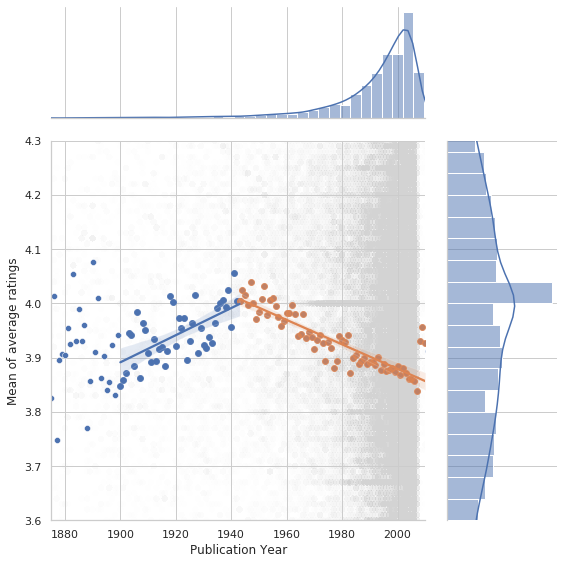 4.3
4.2
4.1
4.0
3.9
3.8
3.7
3.6
Mean of average ratings
1880 1900 1920 1940 1960 1980 2000
Publication Year